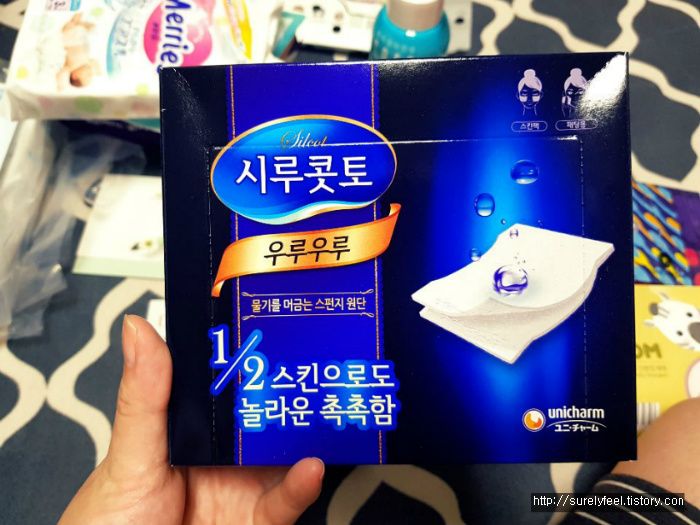 Merries
스킨팩
패팅용
Silcot
시루콧토
우루우루
물기를 머금는 스펀지 원단
1/2 스킨으로도
놀라운 촉촉함
unicharm
ユニ・チャーム
http://surelyfeel.tistory.com